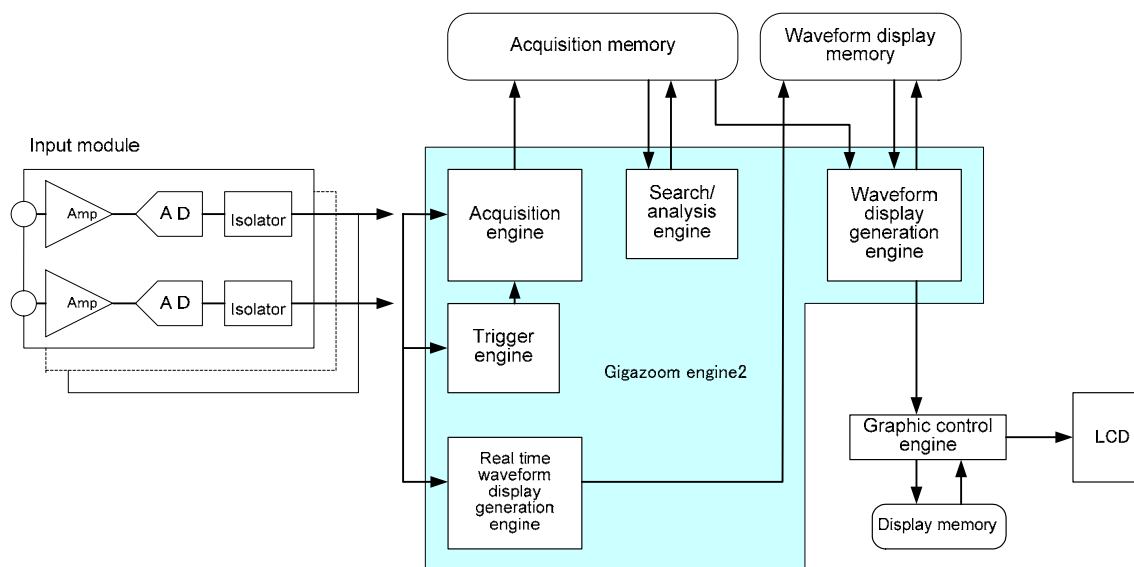 Acquisition memory
Waveform display
memory
Input module
Amp
A D
Isolator
Amp
A D
Isolator
Acquisition
engine
Search/
analysis
engine
Waveform
display
generation
engine
Trigger
engine
Gigazoom engine2
Real time
waveform
display
generation
engine
Graphic control
engine
LCD
Display memory